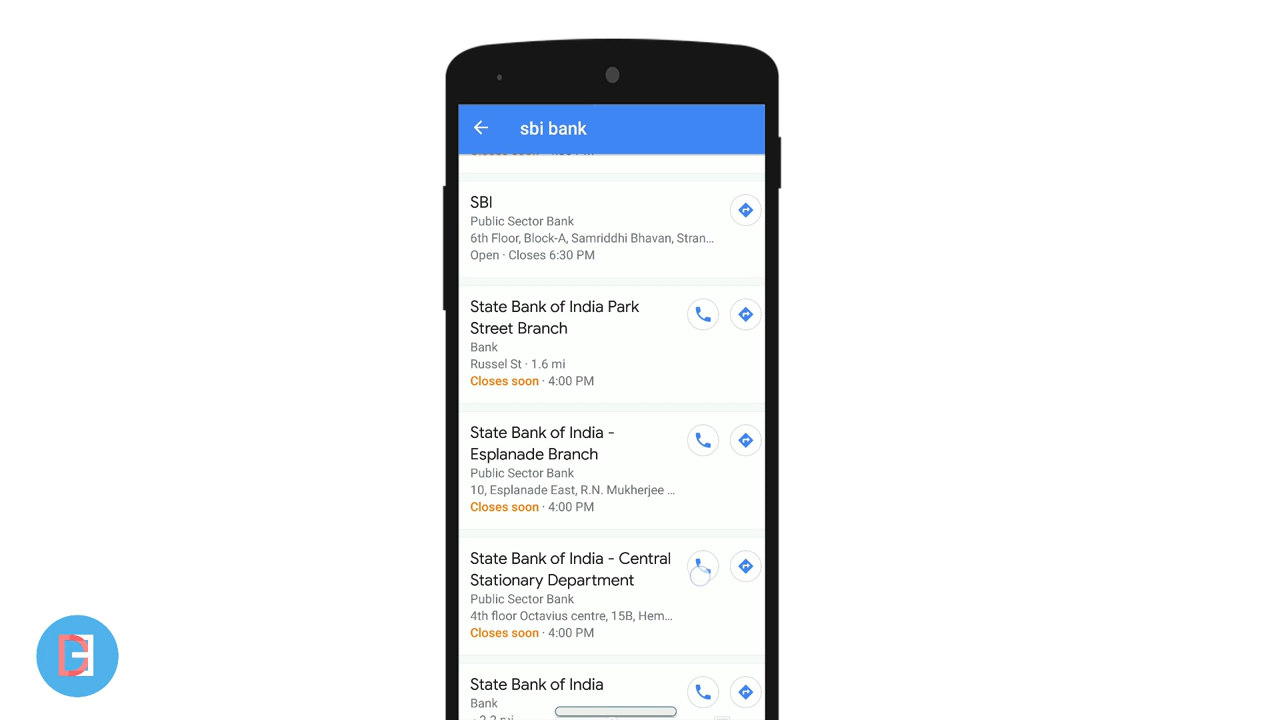 sbi bank
SBI
Public Sector Bank
6th Floor, Block-A, Samriddhi Bhavan, Stran...
Open · Closes 6:30 PM
State Bank of India Park
Street Branch
Bank
Russel St · 1.6 mi
Closes soon · 4:00 PM
State Bank of India -
Esplanade Branch
Public Sector Bank
10, Esplanade East, R.N. Mukherjee ...
Closes soon · 4:00 PM
State Bank of India - Central
Stationary Department
Public Sector Bank
4th floor Octavius centre, 15B, Hem...
Closes soon · 4:00 PM
State Bank of India
Bank